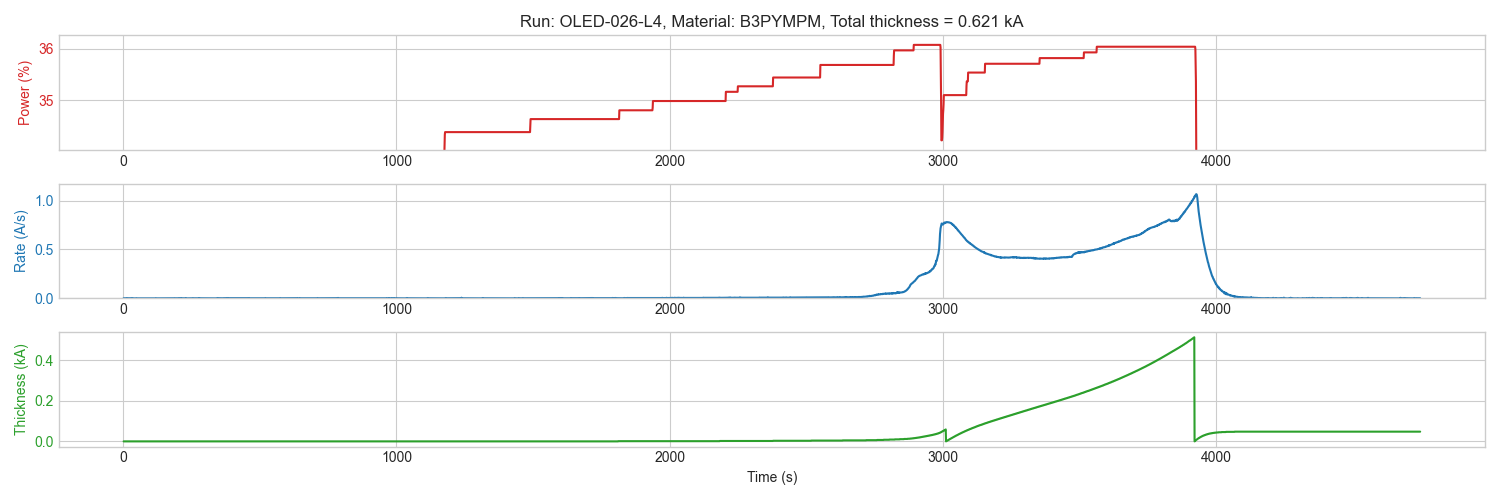 Run: OLED-026-L4, Material: B3PYMPM, Total thickness = 0.621 kA
Power (%)
36
35
0 1000 2000 3000 4000
Rate (A/s)
1.0
0.5
0.0
0 1000 2000 3000 4000
Thickness (kA)
0.4
0.2
0.0
0 1000 2000 3000 4000
Time (s)